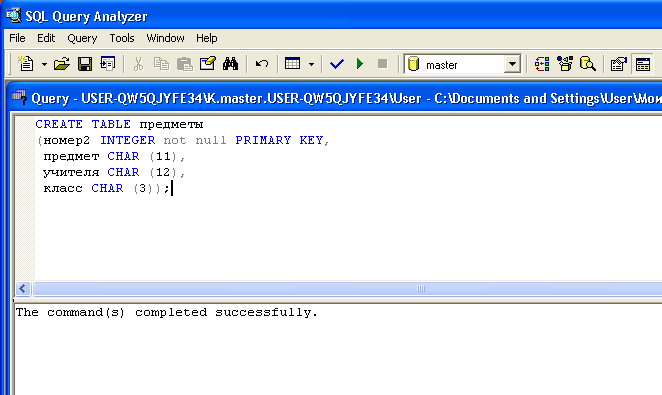 SQL Query Analyzer
File Edit Query Tools Window Help
master
Query - USER-QW5QJYFE34\K.master.USER-QW5QJYFE34\User - C:\Documents and Settings\User\Мои
CREATE TABLE предметы
(номер2 INTEGER not null PRIMARY KEY,
предмет CHAR (11),
учителя CHAR (12),
класс CHAR (3));
The command(s) completed successfully.